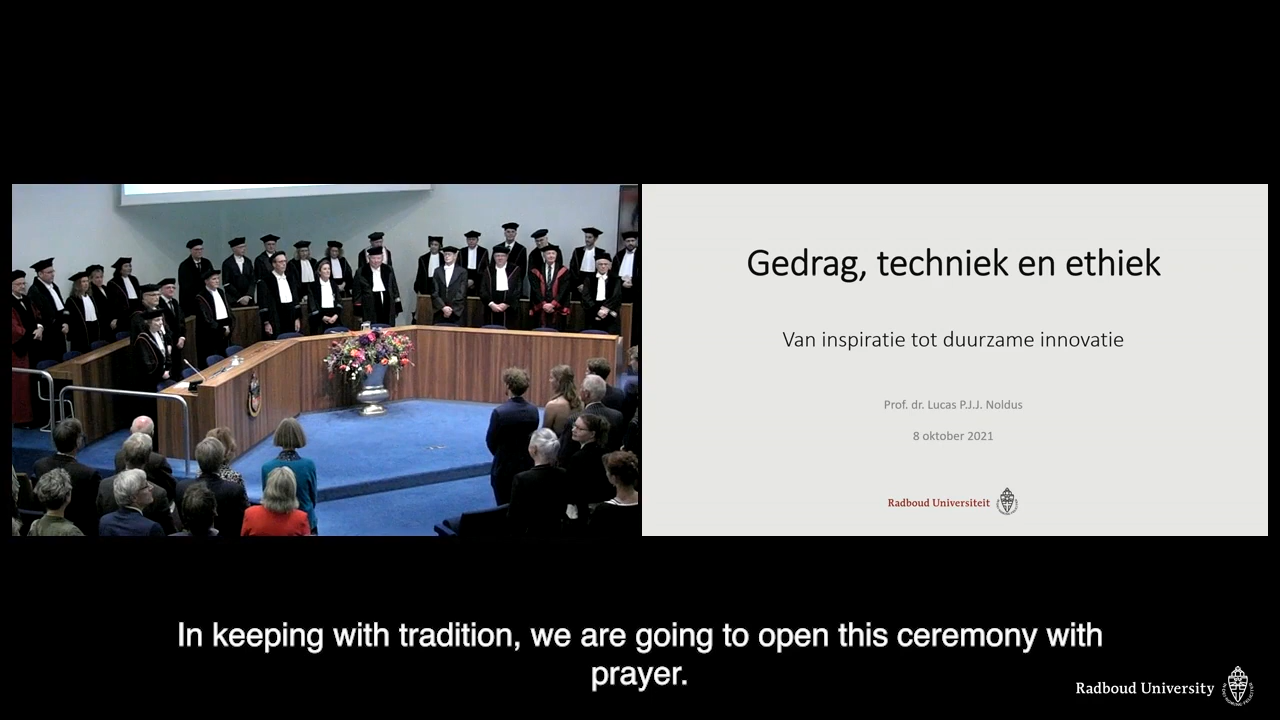 Gedrag, techniek en ethiek
Van inspiratie tot duurzame innovatie
Prof. dr. Lucas P.J.J. Noldus
8 oktober 2021
Radboud Universiteit
In keeping with tradition, we are going to open this ceremony with
prayer.
Radboud University